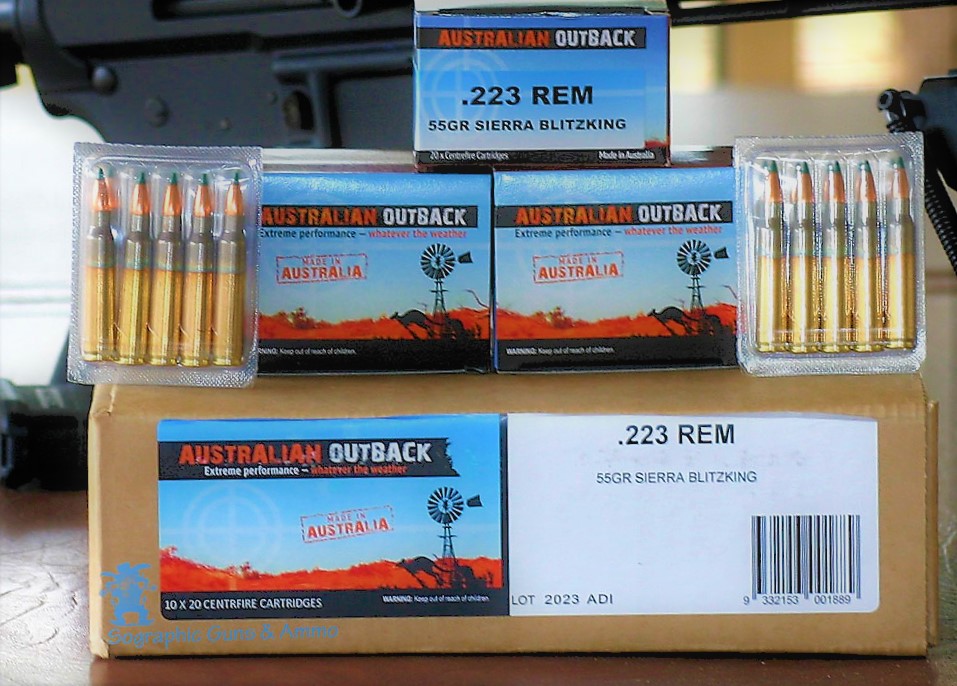 AUSTRALIAN OUTBACK
.223 REM
55GR SIERRA BLITZKING
20 x Centrefire Cartridges
Made in Australia
AUSTRALIAN OUTBACK
Extreme performance – whatever the weather
MADE IN
AUSTRALIA
Keep out of reach of children.
AUSTRALIAN OUTBACK
Extreme performance – whatever the weather
MADE IN
AUSTRALIA
WARNING: Keep out of reach of children.
AUSTRALIAN OUTBACK
Extreme performance – whatever the weather
MADE IN
AUSTRALIA
10 X 20 CENTRFIRE CARTRIDGES
WARNING: Keep out of reach of children.
.223 REM
55GR SIERRA BLITZKING
9 332153 001889
LOT 2023 ADI
Guns & Ammo